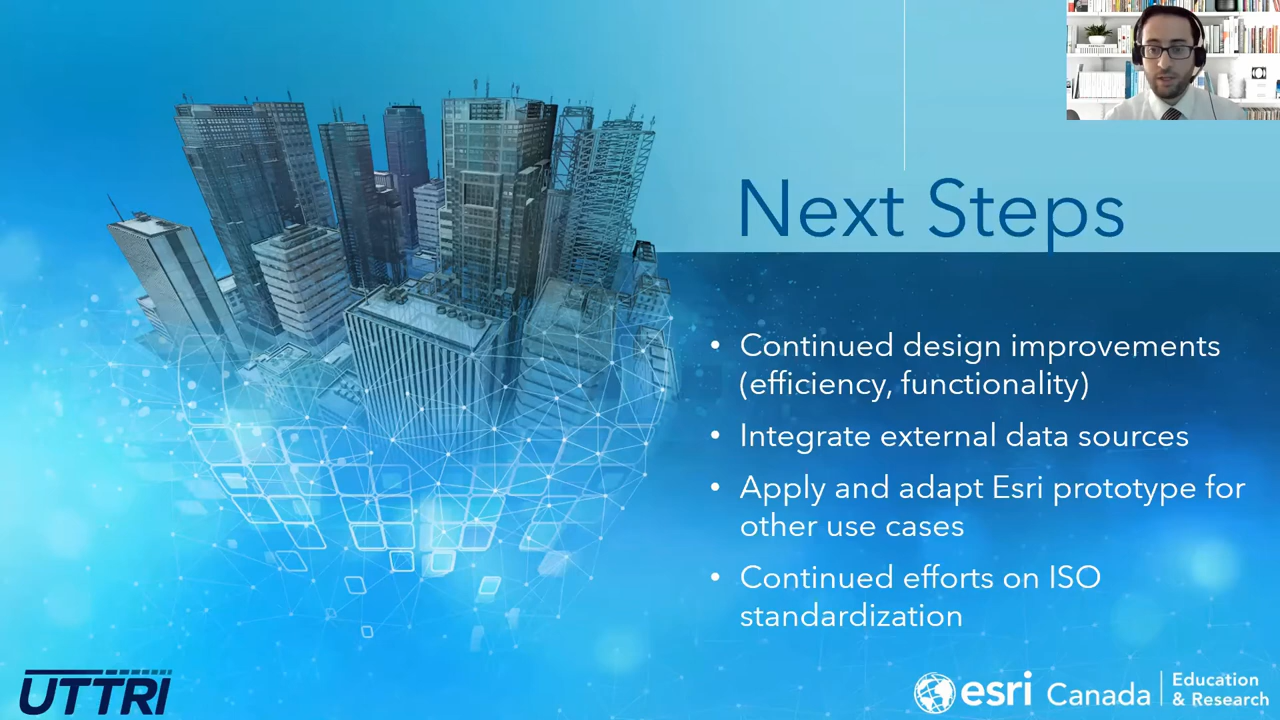 Next Steps
• Continued design improvements
(efficiency, functionality)
• Integrate external data sources
• Apply and adapt Esri prototype for
other use cases
• Continued efforts on ISO
standardization
UTTRI
esri Canada
Education
& Research